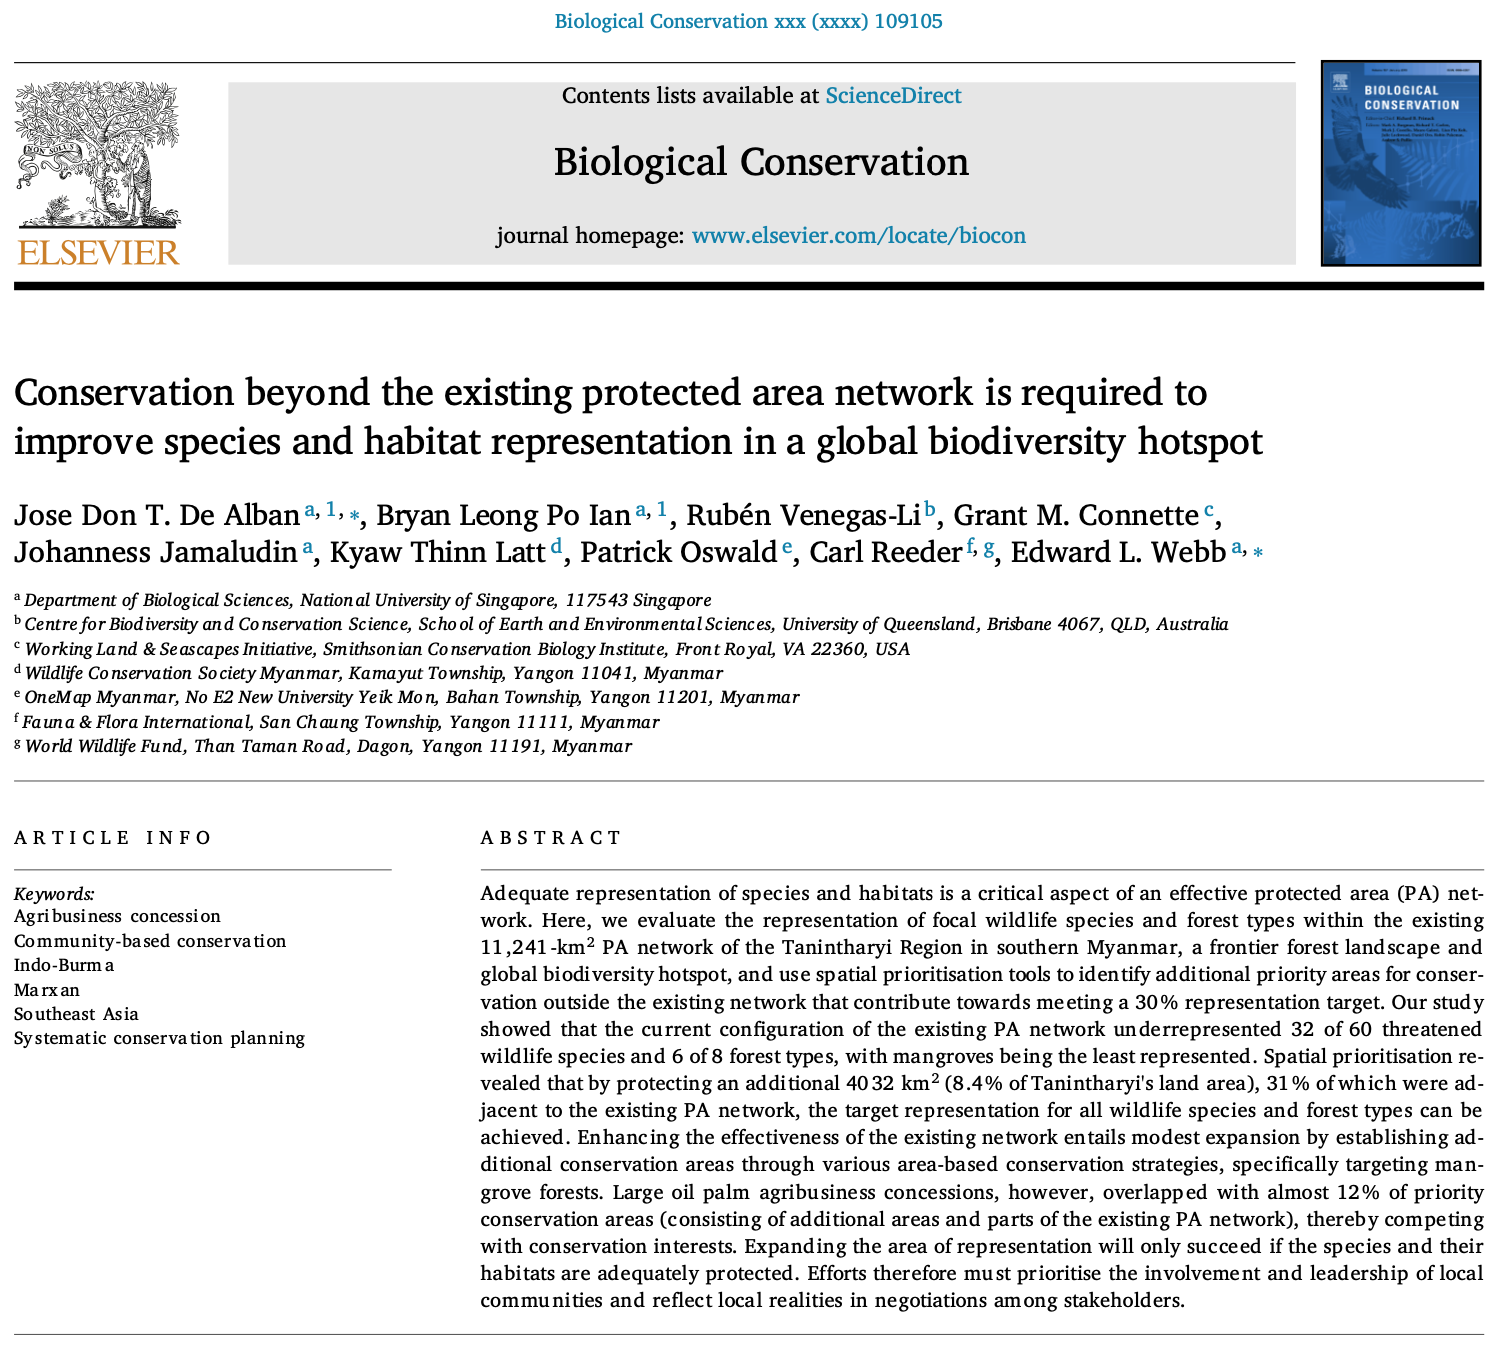 Biological Conservation xxx (xxxx) 109105
Contents lists available at ScienceDirect
Biological Conservation
journal homepage: www.elsevier.com/locate/biocon
NON SOLUS
ELSEVIER
BIOLOGICAL
CONSERVATION
Conservation beyond the existing protected area network is required to
improve species and habitat representation in a global biodiversity hotspot
Jose Don T. De Alban a, 1, *, Bryan Leong Po Ian a, 1, Rubén Venegas-Li b, Grant M. Connette c,
Johanness Jamaludin a, Kyaw Thinn Latt d, Patrick Oswald e, Carl Reeder f, g, Edward L. Webb a, *
a Department of Biological Sciences, National University of Singapore, 117543 Singapore
b Centre for Biodiversity and Conservation Science, School of Earth and Environmental Sciences, University of Queensland, Brisbane 4067, QLD, Australia
c Working Land & Seascapes Initiative, Smithsonian Conservation Biology Institute, Front Royal, VA 22360, USA
d Wildlife Conservation Society Myanmar, Kamayut Township, Yangon 11041, Myanmar
e OneMap Myanmar, No E2 New University Yeik Mon, Bahan Township, Yangon 11201, Myanmar
f Fauna & Flora International, San Chaung Township, Yangon 11111, Myanmar
g World Wildlife Fund, Than Taman Road, Dagon, Yangon 11191, Myanmar
ARTICLE INFO
Keywords:
Agribusiness concession
Community-based conservation
Indo-Burma
Marxan
Southeast Asia
Systematic conservation planning
ABSTRACT
Adequate representation of species and habitats is a critical aspect of an effective protected area (PA) net-
work. Here, we evaluate the representation of focal wildlife species and forest types within the existing
11,241-km² PA network of the Tanintharyi Region in southern Myanmar, a frontier forest landscape and
global biodiversity hotspot, and use spatial prioritisation tools to identify additional priority areas for conser-
vation outside the existing network that contribute towards meeting a 30% representation target. Our study
showed that the current configuration of the existing PA network underrepresented 32 of 60 threatened
wildlife species and 6 of 8 forest types, with mangroves being the least represented. Spatial prioritisation re-
vealed that by protecting an additional 4032 km² (8.4% of Tanintharyi's land area), 31% of which were ad-
jacent to the existing PA network, the target representation for all wildlife species and forest types can be
achieved. Enhancing the effectiveness of the existing network entails modest expansion by establishing ad-
ditional conservation areas through various area-based conservation strategies, specifically targeting man-
grove forests. Large oil palm agribusiness concessions, however, overlapped with almost 12% of priority
conservation areas (consisting of additional areas and parts of the existing PA network), thereby competing
with conservation interests. Expanding the area of representation will only succeed if the species and their
habitats are adequately protected. Efforts therefore must prioritise the involvement and leadership of local
communities and reflect local realities in negotiations among stakeholders.